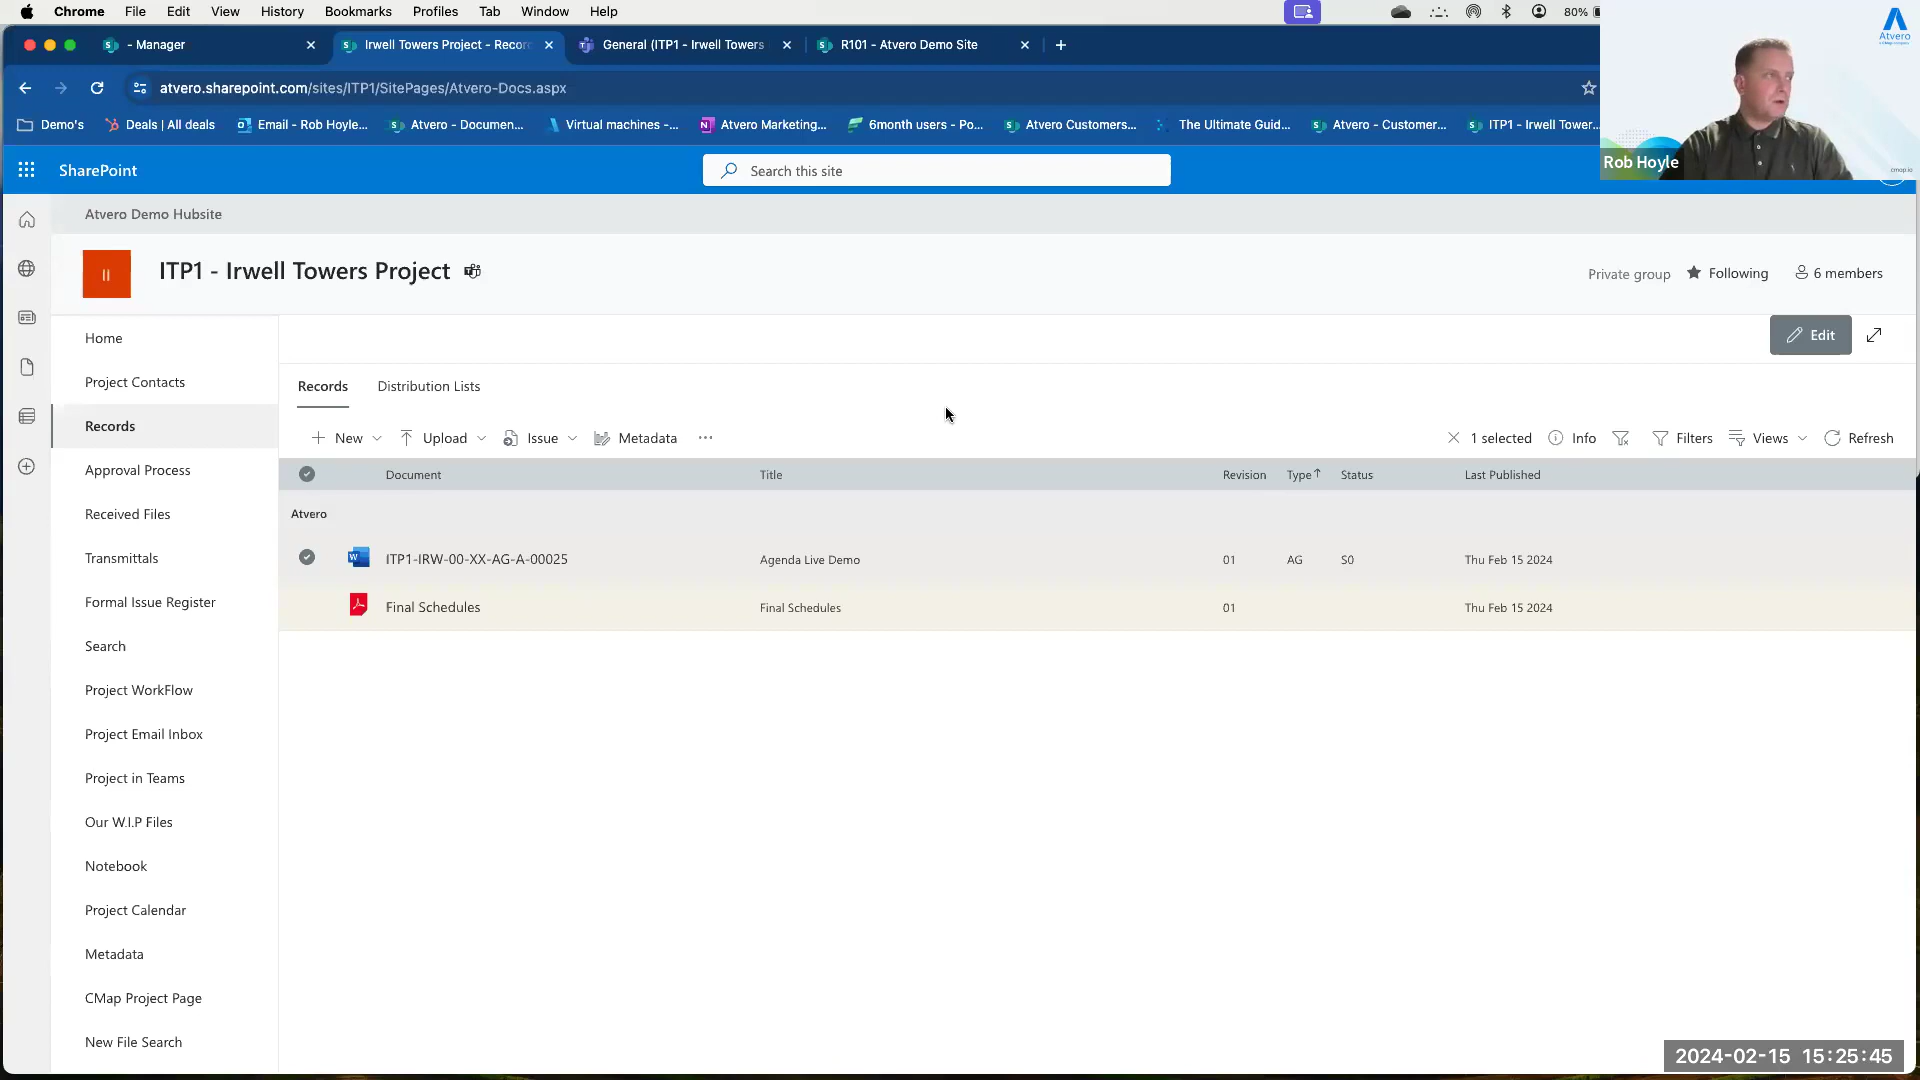 Chrome File Edit View History Bookmarks Profiles Tab Window Help 80%
- Manager Irwell Towers Project - Recor General (ITP1 - Irwell Towers R101 - Atvero Demo Site
atvero.sharepoint.com/sites/ITP1/SitePages/Atvero-Docs.aspx
Demo's Deals | All deals Email - Rob Hoyle... Atvero - Documen... Virtual machines -... Atvero Marketing... 6month users - Po... Atvero Customers... The Ultimate Guid... Atvero - Customer... ITP1 - Irwell Tower...
Atvero
Rob Hoyle
cmap.io
SharePoint
Search this site
Atvero Demo Hubsite
ITP1 - Irwell Towers Project
Private group Following 6 members
Home
Project Contacts
Records
Approval Process
Received Files
Transmittals
Formal Issue Register
Search
Project WorkFlow
Project Email Inbox
Project in Teams
Our W.I.P Files
Notebook
Project Calendar
Metadata
CMap Project Page
New File Search
Edit
Records Distribution Lists
New Upload Issue Metadata ... 1 selected Info Filters Views Refresh
Document Title Revision Type Status Last Published
Atvero
ITP1-IRW-00-XX-AG-A-00025 Agenda Live Demo 01 AG S0 Thu Feb 15 2024
Final Schedules Final Schedules 01 Thu Feb 15 2024
2024-02-15 15:25:45